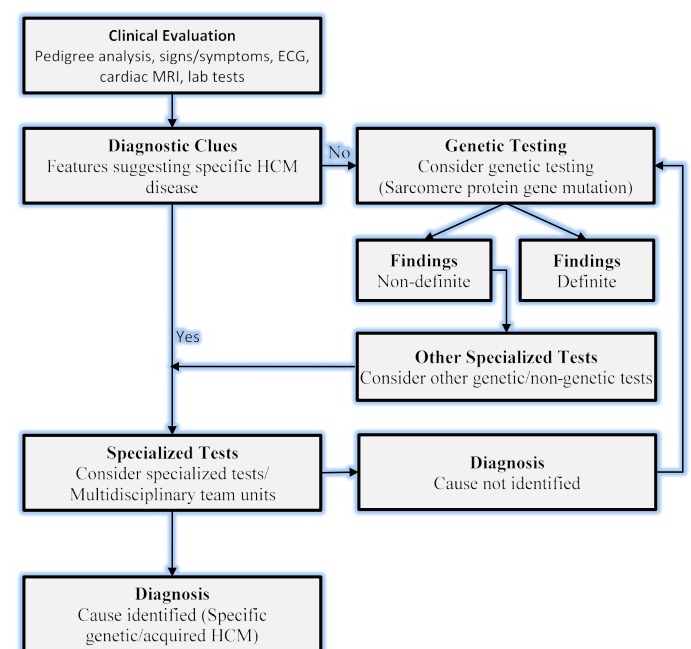 Clinical Evaluation
Pedigree analysis, signs/symptoms, ECG,
cardiac MRI, lab tests
Diagnostic Clues
Features suggesting specific HCM
disease
No
Genetic Testing
Consider genetic testing
(Sarcomere protein gene mutation)
Findings
Non-definite
Findings
Definite
Yes
Other Specialized Tests
Consider other genetic/non-genetic tests
Specialized Tests
Consider specialized tests/
Multidisciplinary team units
Diagnosis
Cause not identified
Diagnosis
Cause identified (Specific
genetic/acquired HCM)